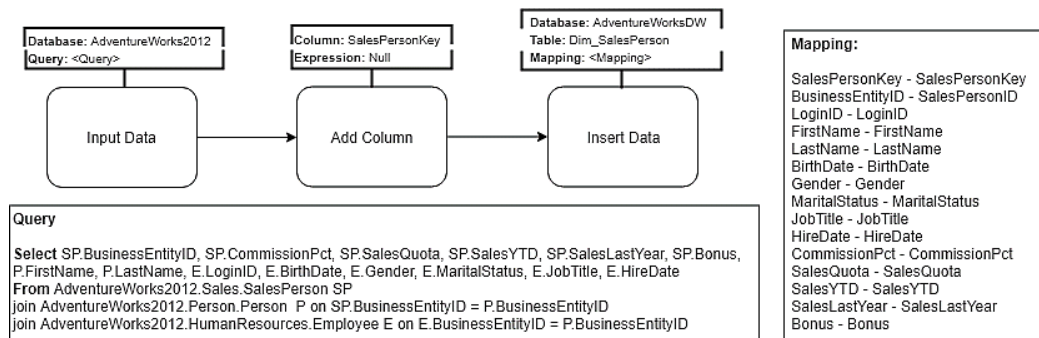 Database: AdventureWorks2012
Query: <Query>
Column: SalesPersonKey
Expression: Null
Database: AdventureWorksDW
Table: Dim_SalesPerson
Mapping: <Mapping>
Input Data
Add Column
Insert Data
Query
Select SP.BusinessEntityID, SP.CommissionPct, SP.SalesQuota, SP.SalesYTD, SP.SalesLastYear, SP.Bonus,
P.FirstName, P.LastName, E.LoginID, E.BirthDate, E.Gender, E.MaritalStatus, E.JobTitle, E.HireDate
From AdventureWorks2012.Sales.SalesPerson SP
join AdventureWorks2012.Person.Person P on SP.BusinessEntityID = P.BusinessEntityID
join AdventureWorks2012.HumanResources.Employee E on E.BusinessEntityID = P.BusinessEntityID
Mapping:
SalesPersonKey - SalesPersonKey
BusinessEntityID - SalesPersonID
LoginID - LoginID
FirstName - FirstName
LastName - LastName
BirthDate - BirthDate
Gender - Gender
MaritalStatus - MaritalStatus
JobTitle - JobTitle
HireDate - HireDate
CommissionPct - CommissionPct
SalesQuota - SalesQuota
SalesYTD - SalesYTD
SalesLastYear - SalesLastYear
Bonus - Bonus